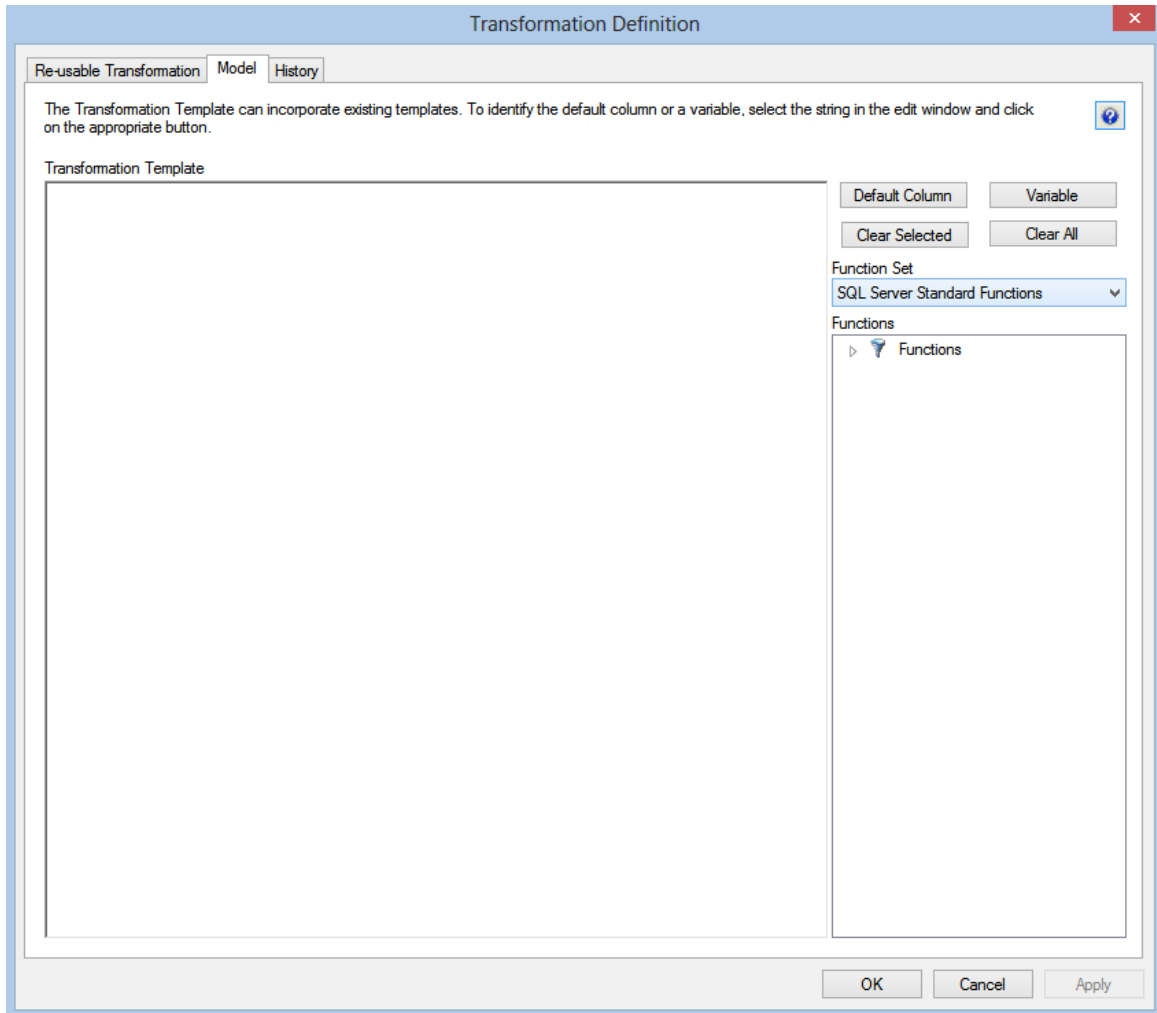 Transformation Definition
Re-usable Transformation Model History
The Transformation Template can incorporate existing templates. To identify the default column or a variable, select the string in the edit window and click
on the appropriate button.
Transformation Template
Default Column Variable
Clear Selected Clear All
Function Set
SQL Server Standard Functions
Functions
Functions
OK Cancel Apply